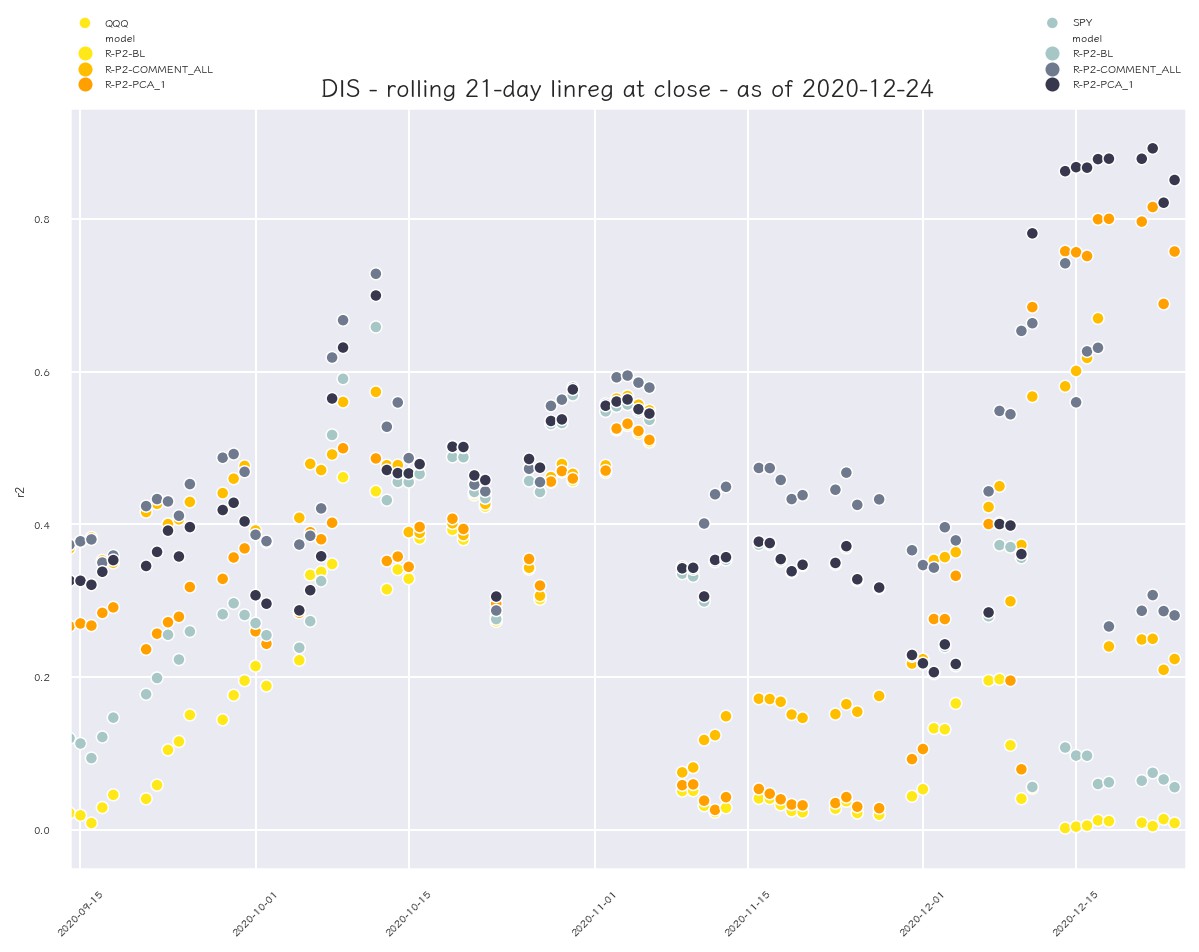 QQQ
model
R-P2-BL
R-P2-COMMENT_ALL
R-P2-PCA_1
SPY
model
R-P2-BL
R-P2-COMMENT_ALL
R-P2-PCA_1
DIS - rolling 21-day linreg at close - as of 2020-12-24
r2
0.8
0.6
0.4
0.2
0.0
2020-09-15
2020-10-01
2020-10-15
2020-11-01
2020-11-15
2020-12-01
2020-12-15